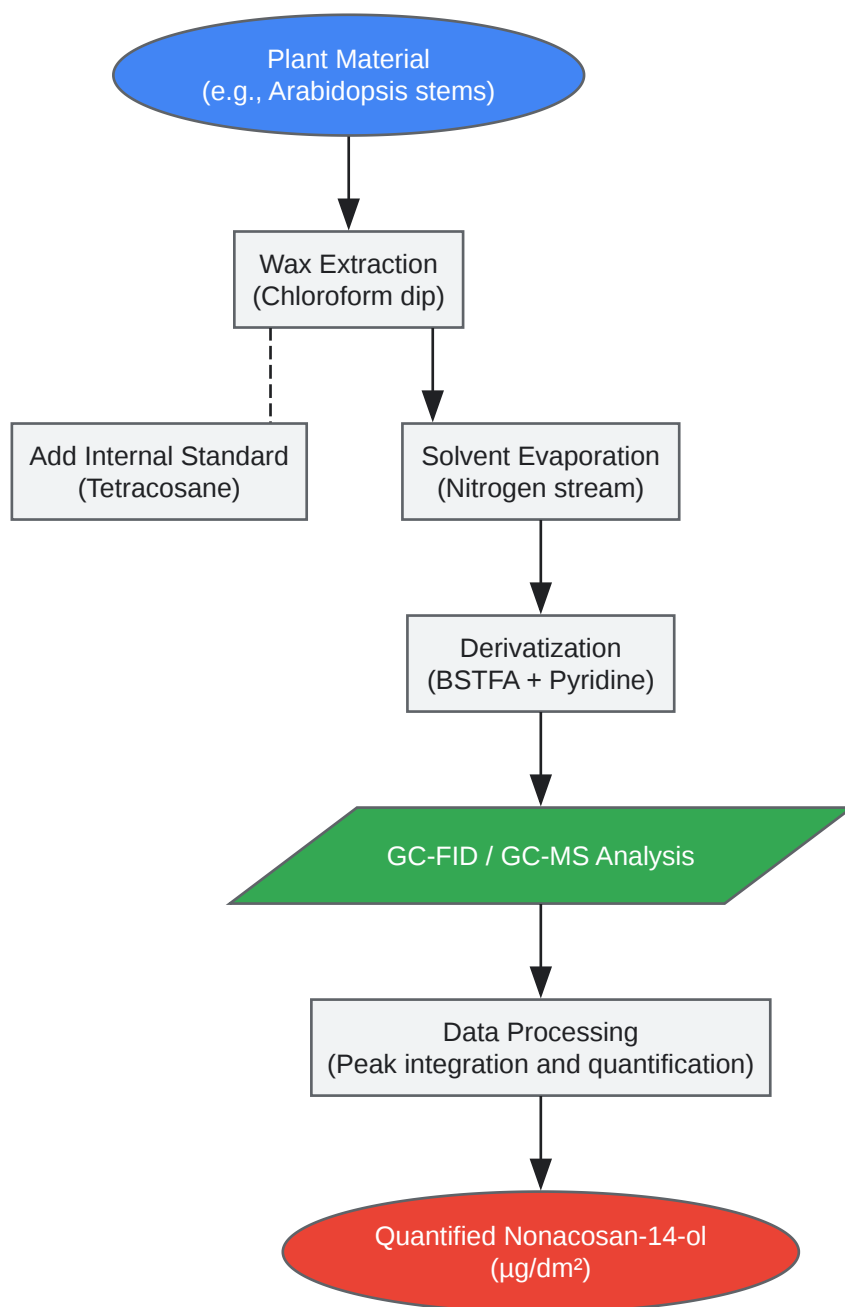 Plant Material
(e.g., Arabidopsis stems)
Wax Extraction
(Chloroform dip)
Add Internal Standard
(Tetracosane)
Solvent Evaporation
(Nitrogen stream)
Derivatization
(BSTFA + Pyridine)
GC-FID / GC-MS Analysis
Data Processing
(Peak integration and quantification)
Quantified Nonacosan-14-ol
(µg/dm²)